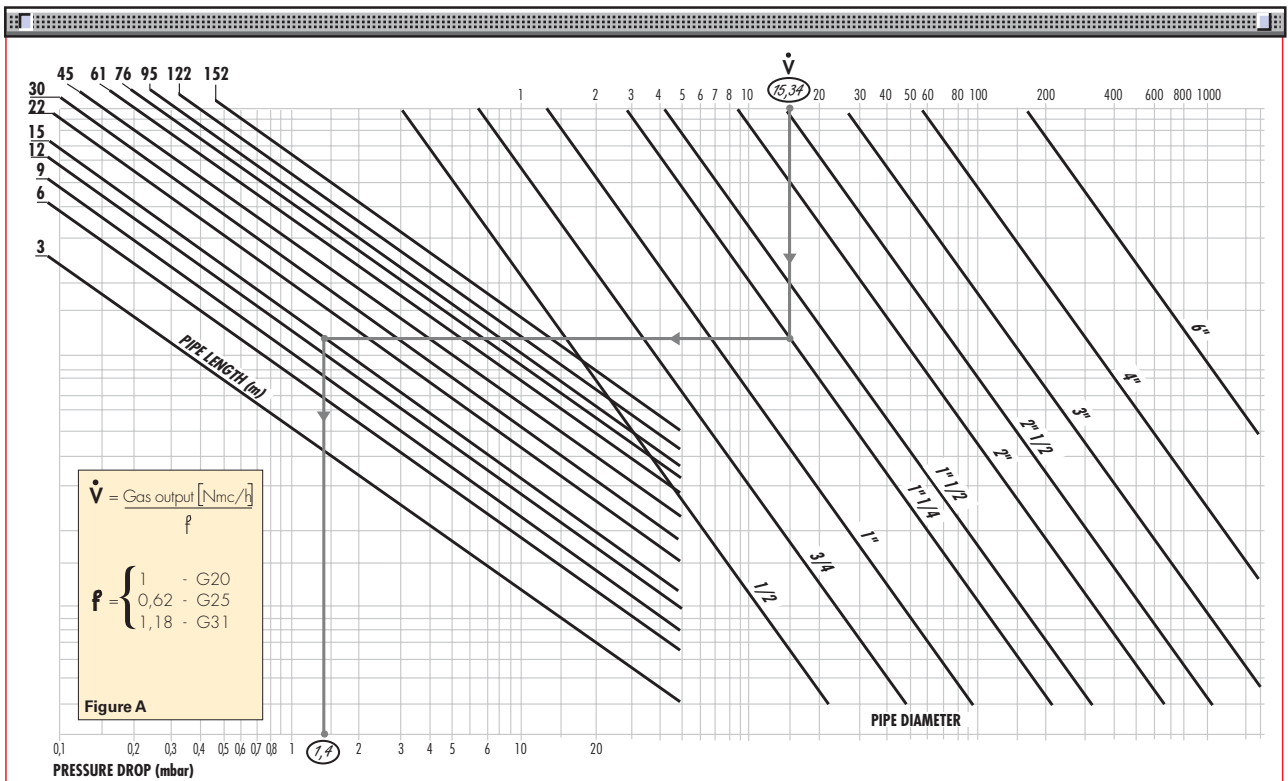 V̇
15,34
45 61 76 95 122 152
1 2 3 4 5 6 7 8 10 20 30 40 50 60 80 100 200 400 600 800 1000
30
22
15
12
9
6
3
PIPE LENGTH (m)
6"
4"
3"
2" 1/2
2"
1" 1/2
1" 1/4
1"
3/4
1/2
V̇ = Gas output [Nmc/h]
f
f = { 1 - G20
0,62 - G25
1,18 - G31
Figure A
PIPE DIAMETER
0,1 0,2 0,3 0,4 0,5 0,6 0,7 0,8 1 1,4 2 3 4 5 6 10 20
PRESSURE DROP (mbar)